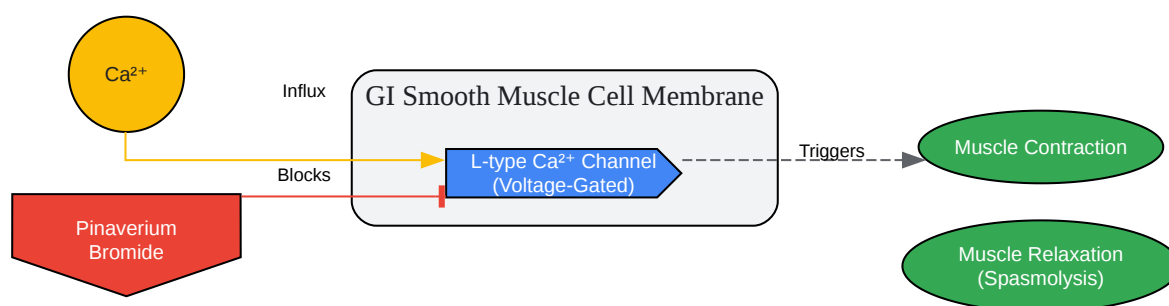 Ca²⁺
Influx
GI Smooth Muscle Cell Membrane
L-type Ca²⁺ Channel
(Voltage-Gated)
Blocks
Triggers
Muscle Contraction
Pinaverium
Bromide
Muscle Relaxation
(Spasmolysis)